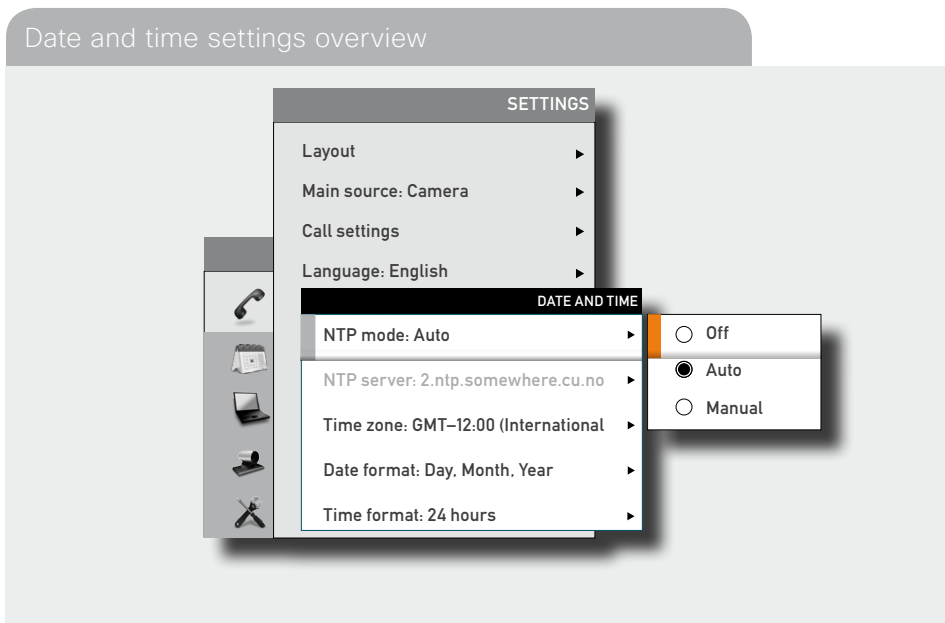 Date and time settings overview
SETTINGS
Layout
Main source: Camera
Call settings
Language: English
DATE AND TIME
NTP mode: Auto
NTP server: 2.ntp.somewhere.cu.no
Time zone: GMT–12:00 (International
Date format: Day, Month, Year
Time format: 24 hours
Off
Auto
Manual